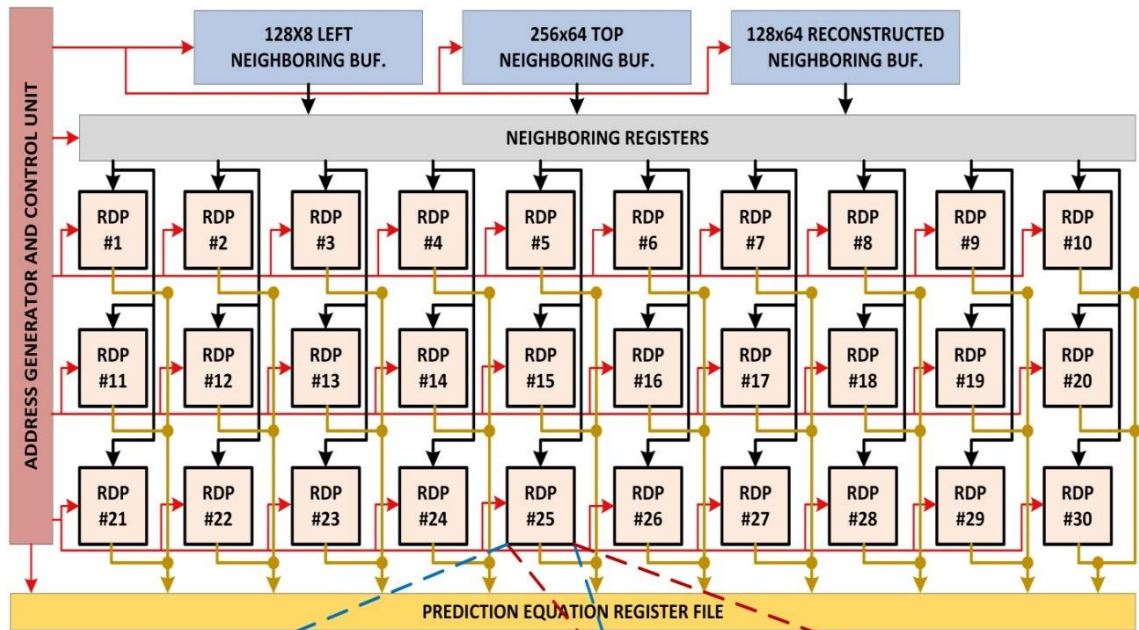 ADDRESS GENERATOR AND CONTROL UNIT
128X8 LEFT
NEIGHBORING BUF.
256x64 TOP
NEIGHBORING BUF.
128x64 RECONSTRUCTED
NEIGHBORING BUF.
NEIGHBORING REGISTERS
RDP
#1
RDP
#2
RDP
#3
RDP
#4
RDP
#5
RDP
#6
RDP
#7
RDP
#8
RDP
#9
RDP
#10
RDP
#11
RDP
#12
RDP
#13
RDP
#14
RDP
#15
RDP
#16
RDP
#17
RDP
#18
RDP
#19
RDP
#20
RDP
#21
RDP
#22
RDP
#23
RDP
#24
RDP
#25
RDP
#26
RDP
#27
RDP
#28
RDP
#29
RDP
#30
PREDICTION EQUATION REGISTER FILE